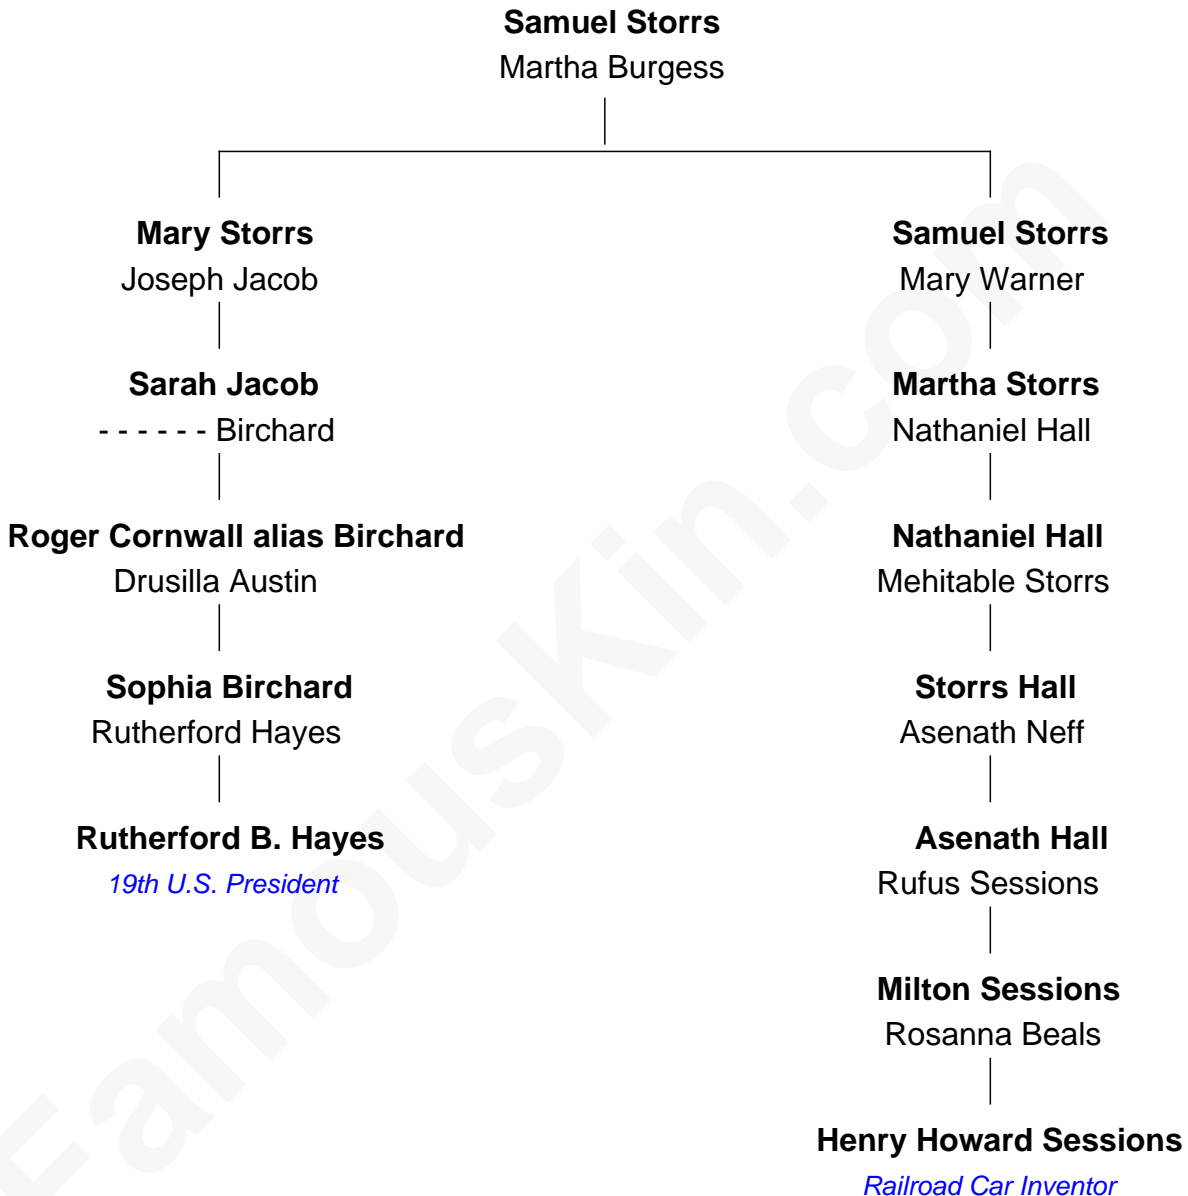 Samuel Storrs
Martha Burgess
Mary Storrs
Joseph Jacob
Sarah Jacob
- - - - - - Birchard
Roger Cornwall alias Birchard
Drusilla Austin
Sophia Birchard
Rutherford Hayes
Rutherford B. Hayes
19th U.S. President
Samuel Storrs
Mary Warner
Martha Storrs
Nathaniel Hall
Nathaniel Hall
Mehitable Storrs
Storrs Hall
Asenath Neff
Asenath Hall
Rufus Sessions
Milton Sessions
Rosanna Beals
Henry Howard Sessions
Railroad Car Inventor
FamousKin.com